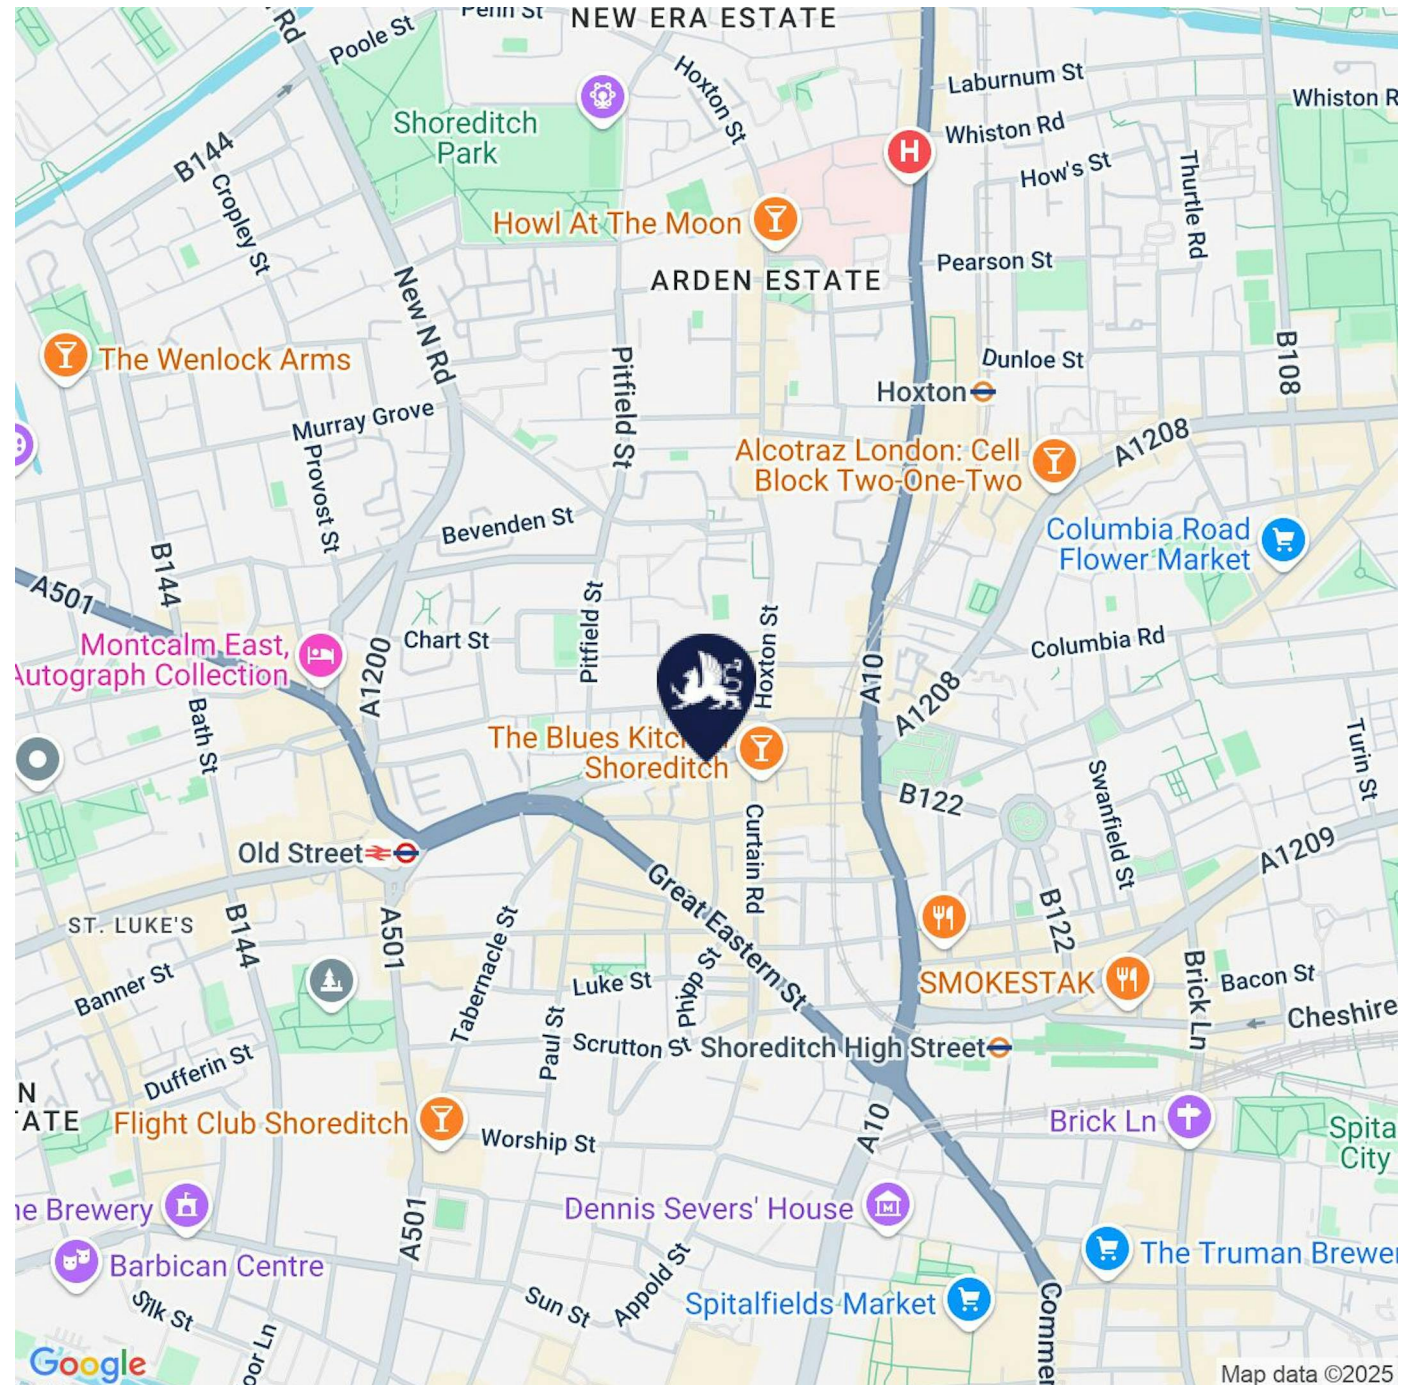 Penn St
NEW ERA ESTATE
Rd
Poole St
Hoxton St
Laburnum St
Whiston R
Shoreditch
Park
H
Whiston Rd
B144
How's St
Thurtle Rd
Cropley St
Howl At The Moon
Pearson St
ARDEN ESTATE
New N Rd
The Wenlock Arms
Dunloe St
B108
Pitfield St
Hoxton
Murray Grove
A1208
Alcotraz London: Cell
Block Two-One-Two
Provost St
Bevenden St
Columbia Road
Flower Market
B144
A501
Pitfield St
Hoxton St
Chart St
Columbia Rd
Montcalm East,
Autograph Collection
A1200
A10
A1208
Bath St
The Blues Kitc
Shoreditch
Turin St
B122
Swanfield St
Curtain Rd
Old Street
A1209
Great Eastern St
ST. LUKE'S
B144
A501
Tabernacle St
B122
Banner St
Luke St
Phipp St
SMOKESTAK
Brick Ln
Bacon St
Paul St
Scrutton St
Shoreditch High Street
Cheshire
Dufferin St
N
TATE
Flight Club Shoreditch
Worship St
A10
Brick Ln
Spita
City
ne Brewery
A501
Dennis Severs' House
Barbican Centre
Appold St
The Truman Brewer
Silk St
Sun St
Spitalfields Market
Commer
oor Ln
Google
Map data ©2025